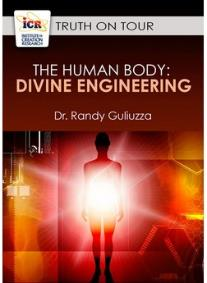 ICR
INSTITUTE for
CREATION
RESEARCH
TRUTH ON TOUR
THE HUMAN BODY:
DIVINE ENGINEERING
Dr. Randy Guliuzza